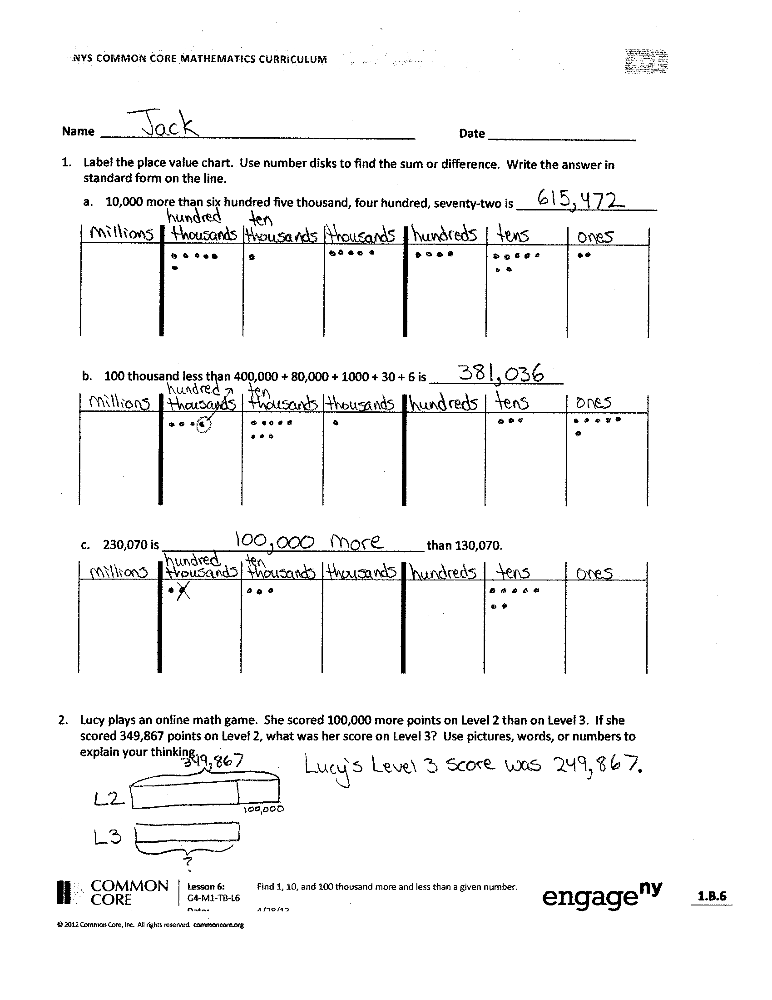 NYS COMMON CORE MATHEMATICS CURRICULUM
Name Jack Date
1. Label the place value chart. Use number disks to find the sum or difference. Write the answer in
standard form on the line.
a. 10,000 more than six hundred five thousand, four hundred, seventy-two is 615,472
millions hundred thousands ten thousands thousands hundreds tens ones
b. 100 thousand less than 400,000 + 80,000 + 1000 + 30 + 6 is 381,036
millions hundred thousands ten thousands thousands hundreds tens ones
c. 230,070 is 100,000 more than 130,070.
millions hundred thousands ten thousands thousands hundreds tens ones
2. Lucy plays an online math game. She scored 100,000 more points on Level 2 than on Level 3. If she
scored 349,867 points on Level 2, what was her score on Level 3? Use pictures, words, or numbers to
explain your thinking.
349,867
Lucy's Level 3 score was 249,867.
L2
100,000
L3
?
COMMON CORE
Lesson 6: Find 1, 10, and 100 thousand more and less than a given number.
G4-M1-TB-L6
Date: 4/28/13
engageny
1.B.6
© 2012 Common Core, Inc. All rights reserved. commoncore.org